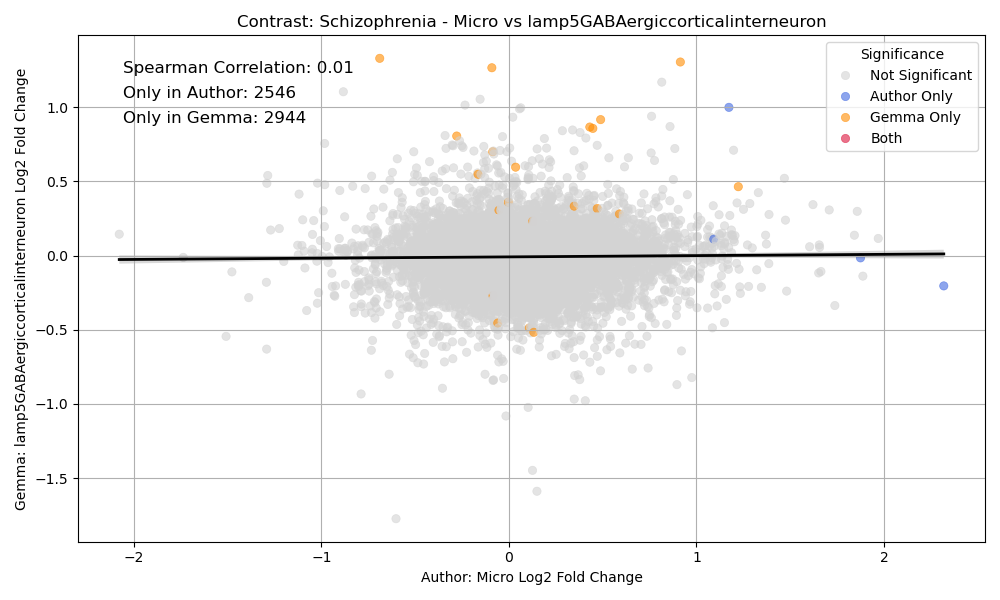 Contrast: Schizophrenia - Micro vs lamp5GABAergiccorticalinterneuron
Spearman Correlation: 0.01
Only in Author: 2546
Only in Gemma: 2944
Significance
Not Significant
Author Only
Gemma Only
Both
Gemma: lamp5GABAergiccorticalinterneuron Log2 Fold Change
1.0
0.5
0.0
−0.5
−1.0
−1.5
−2
−1
0
1
2
Author: Micro Log2 Fold Change